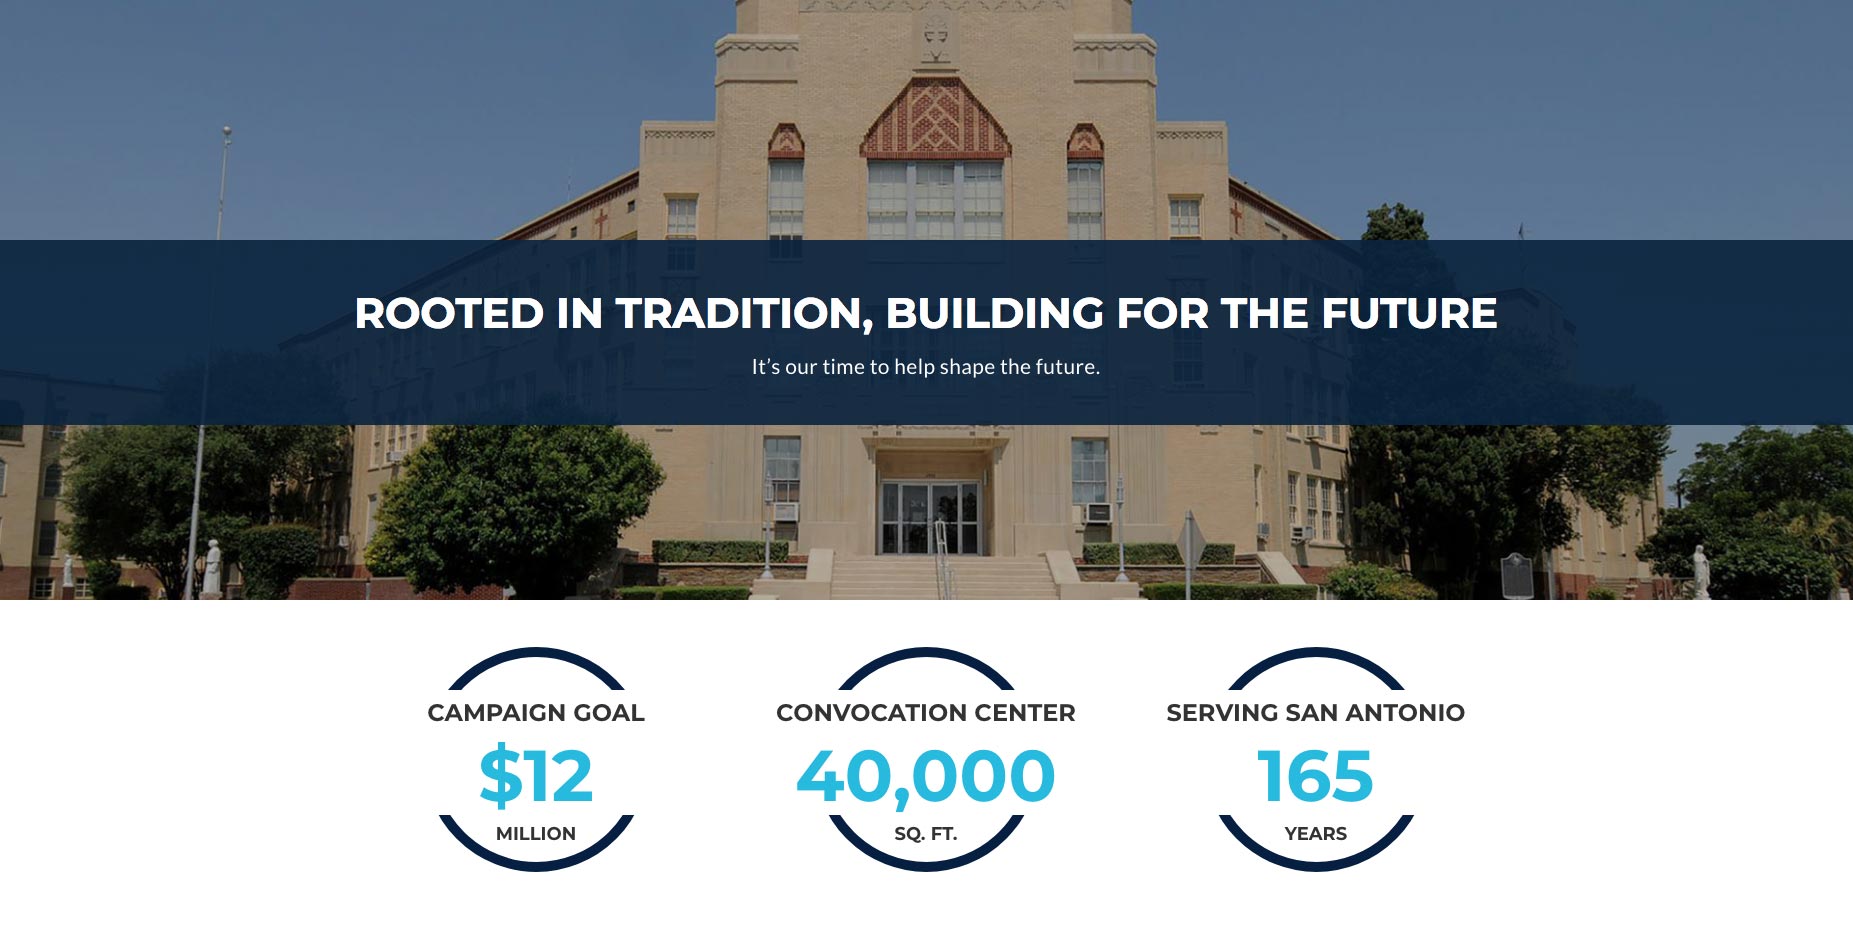 ROOTED IN TRADITION, BUILDING FOR THE FUTURE
It's our time to help shape the future.
CAMPAIGN GOAL
$12
MILLION
CONVOCATION CENTER
40,000
SQ. FT.
SERVING SAN ANTONIO
165
YEARS